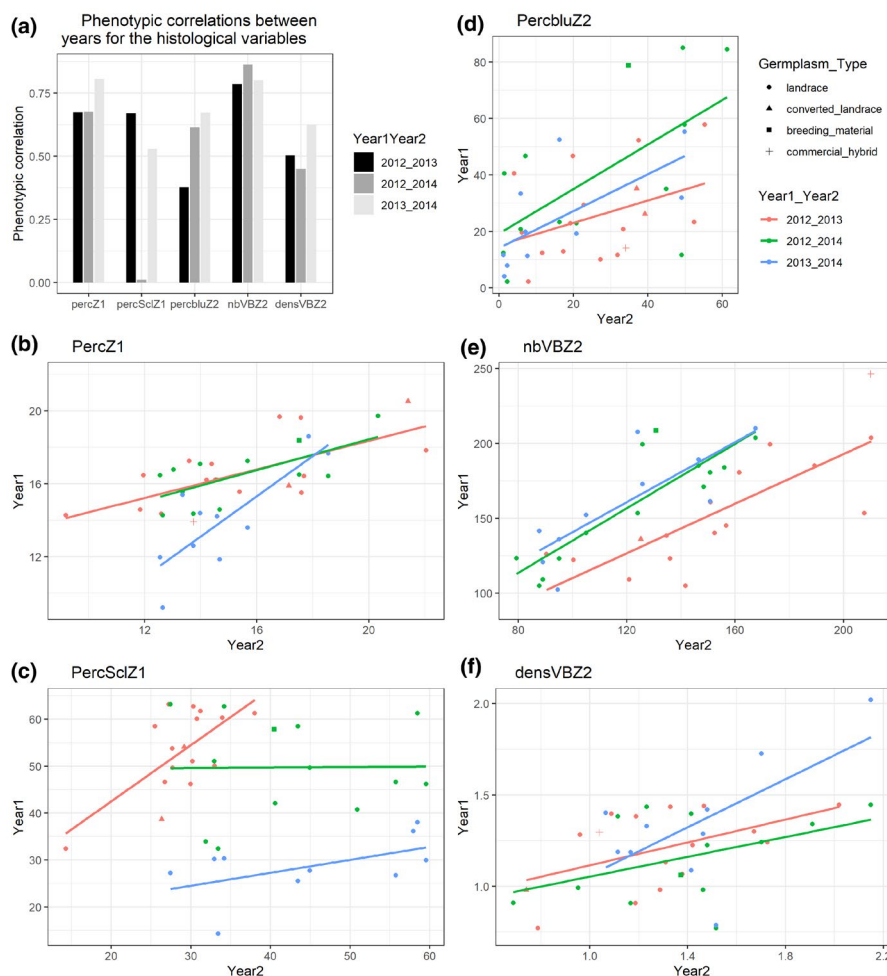 (a)
Phenotypic correlations between
years for the histological variables
Phenotypic correlation
0.75
0.50
0.25
0.00
percZ1 percSclZ1 percbluZ2 nbVBZ2 densVBZ2
Year1Year2
2012_2013
2012_2014
2013_2014
(d)
PercbluZ2
Year1
80
60
40
20
0
0 20 40 60
Year2
Germplasm_Type
landrace
converted_landrace
breeding_material
commercial_hybrid
Year1_Year2
2012_2013
2012_2014
2013_2014
(b)
PercZ1
Year1
20
16
12
12 16 20
Year2
(e)
nbVBZ2
Year1
250
200
150
100
80 120 160 200
Year2
(c)
PercSclZ1
Year1
60
50
40
30
20
20 30 40 50 60
Year2
(f)
densVBZ2
Year1
2.0
1.5
1.0
1.0 1.4 1.8 2.2
Year2